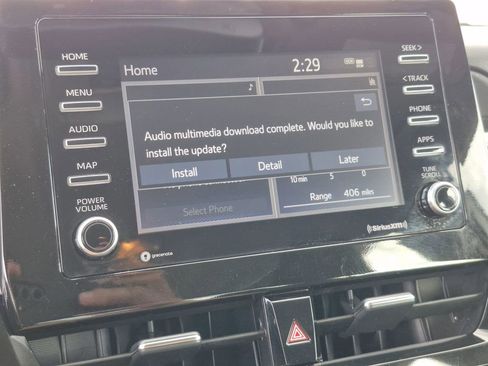 HOME
MENU
AUDIO
MAP
POWER
VOLUME
Home
2:29
Audio multimedia download complete. Would you like to
install the update?
Install
Detail
Later
10 min
5
0
Range
406 miles
Select Phone
gracenote
SiriusXM
SEEK >
< TRACK
PHONE
APPS
TUNE
SCROLL